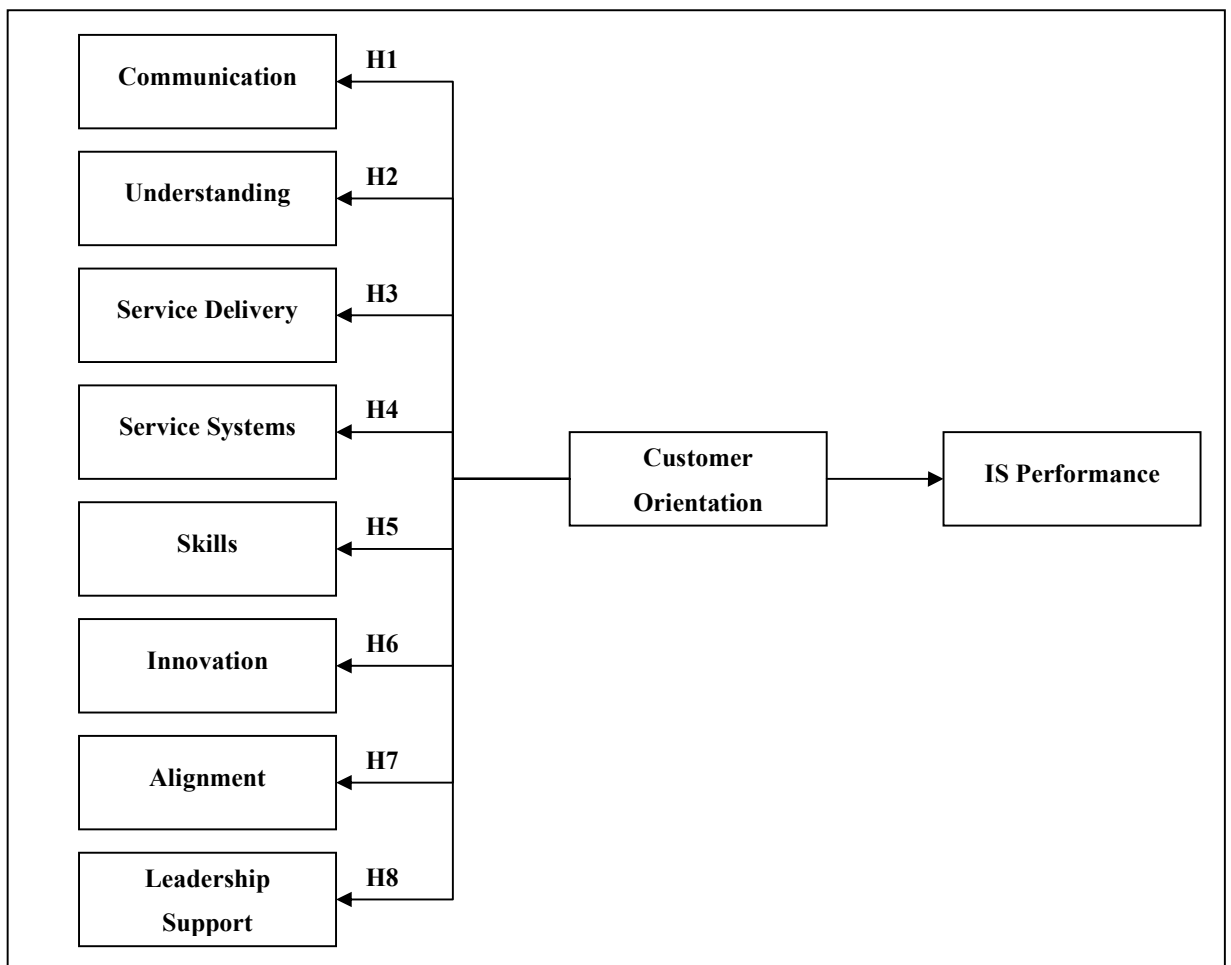 Communication
H1
Understanding
H2
Service Delivery
H3
Service Systems
H4
Skills
H5
Innovation
H6
Alignment
H7
Leadership
Support
H8
Customer
Orientation
IS Performance